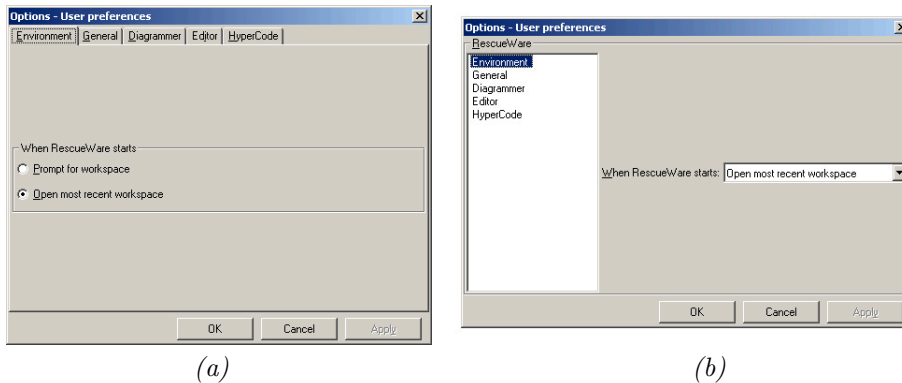 Options - User preferences
Environment General Diagrammer Editor HyperCode
When RescueWare starts
Prompt for workspace
Open most recent workspace
OK Cancel Apply
(a)
Options - User preferences
RescueWare
Environment
General
Diagrammer
Editor
HyperCode
When RescueWare starts: Open most recent workspace
OK Cancel Apply
(b)